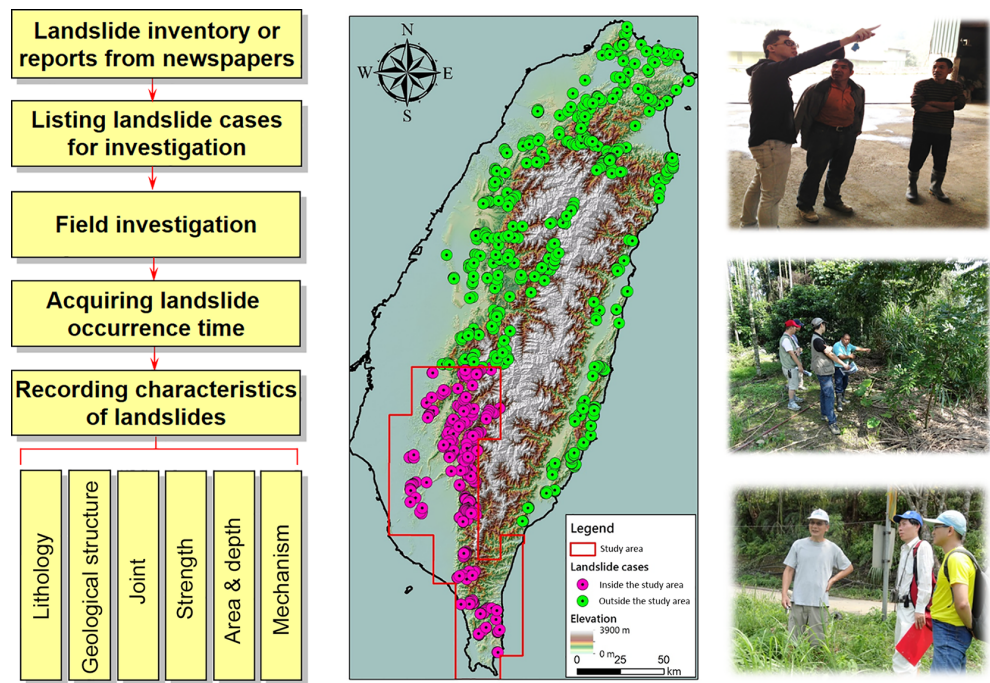 Landslide inventory or
reports from newspapers
Listing landslide cases
for investigation
Field investigation
Acquiring landslide
occurrence time
Recording characteristics
of landslides
Lithology
Geological structure
Joint
Strength
Area & depth
Mechanism
N
W
E
S
Legend
Study area
Landslide cases
Inside the study area
Outside the study area
Elevation
3900 m
0 m
0 25 50
km